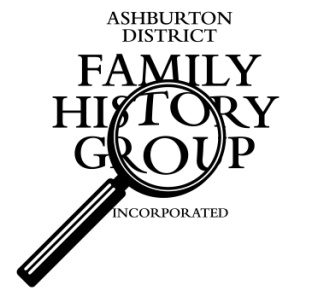 ASHBURTON
DISTRICT
FAMILY
HISTORY
GROUP
INCORPORATED